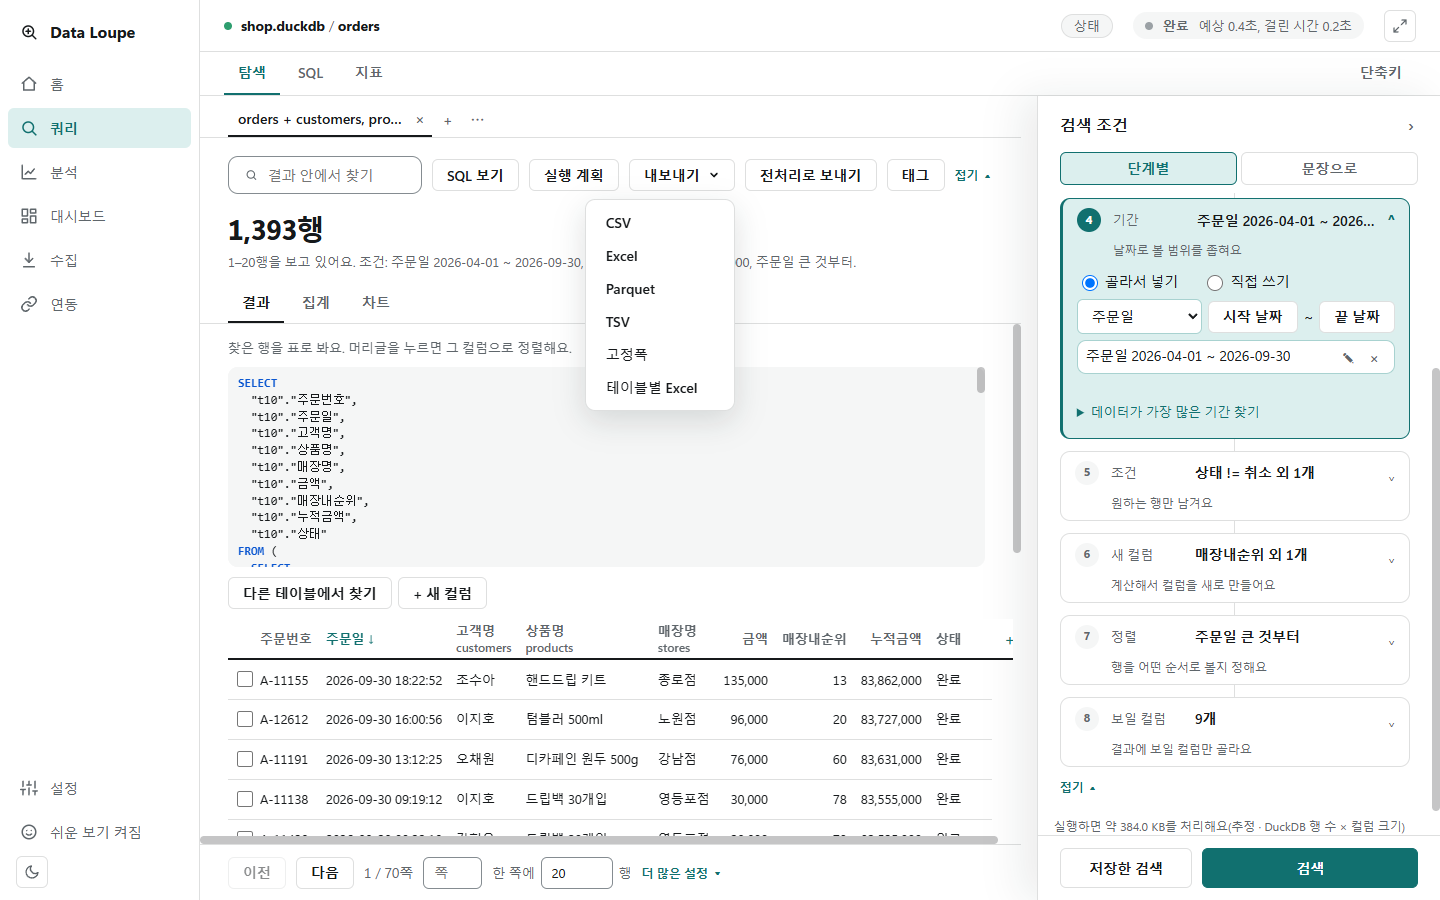 Data Loupe
홈
쿼리
분석
대시보드
수집
연동
설정
쉬운 보기 켜짐
shop.duckdb / orders
상태
완료 예상 0.4초, 걸린 시간 0.2초
탐색 SQL 지표
단축키
orders + customers, pro... × + ···
결과 안에서 찾기
SQL 보기
실행 계획
내보내기
전처리로 보내기
태그
접기
CSV
Excel
Parquet
TSV
고정폭
테이블별 Excel
1,393행
1–20행을 보고 있어요. 조건: 주문일 2026-04-01 ~ 2026-09-30, 00, 주문일 큰 것부터.
결과 집계 차트
찾은 행을 표로 봐요. 머리글을 누르면 그 컬럼으로 정렬해요.
SELECT
"t10"."주문번호",
"t10"."주문일",
"t10"."고객명",
"t10"."상품명",
"t10"."매장명",
"t10"."금액",
"t10"."매장내순위",
"t10"."누적금액",
"t10"."상태"
FROM (
SELECT
다른 테이블에서 찾기
+ 새 컬럼
주문번호 주문일 ↓ 고객명 customers 상품명 products 매장명 stores 금액 매장내순위 누적금액 상태 +
A-11155 2026-09-30 18:22:52 조수아 핸드드립 키트 종로점 135,000 13 83,862,000 완료
A-12612 2026-09-30 16:00:56 이지호 텀블러 500ml 노원점 96,000 20 83,727,000 완료
A-11191 2026-09-30 13:12:25 오채원 디카페인 원두 500g 강남점 76,000 60 83,631,000 완료
A-11138 2026-09-30 09:19:12 이지호 드립백 30개입 영등포점 30,000 78 83,555,000 완료
이전
다음
1 / 70쪽
쪽
한 쪽에
20
행
더 많은 설정
검색 조건
단계별
문장으로
4 기간 주문일 2026-04-01 ~ 2026...
날짜로 볼 범위를 좁혀요
골라서 넣기 직접 쓰기
주문일
시작 날짜 ~ 끝 날짜
주문일 2026-04-01 ~ 2026-09-30 ×
데이터가 가장 많은 기간 찾기
5 조건 상태 != 취소 외 1개
원하는 행만 남겨요
6 새 컬럼 매장내순위 외 1개
계산해서 컬럼을 새로 만들어요
7 정렬 주문일 큰 것부터
행을 어떤 순서로 볼지 정해요
8 보일 컬럼 9개
결과에 보일 컬럼만 골라요
접기
실행하면 약 384.0 KB를 처리해요(추정 · DuckDB 행 수 × 컬럼 크기)
저장한 검색
검색